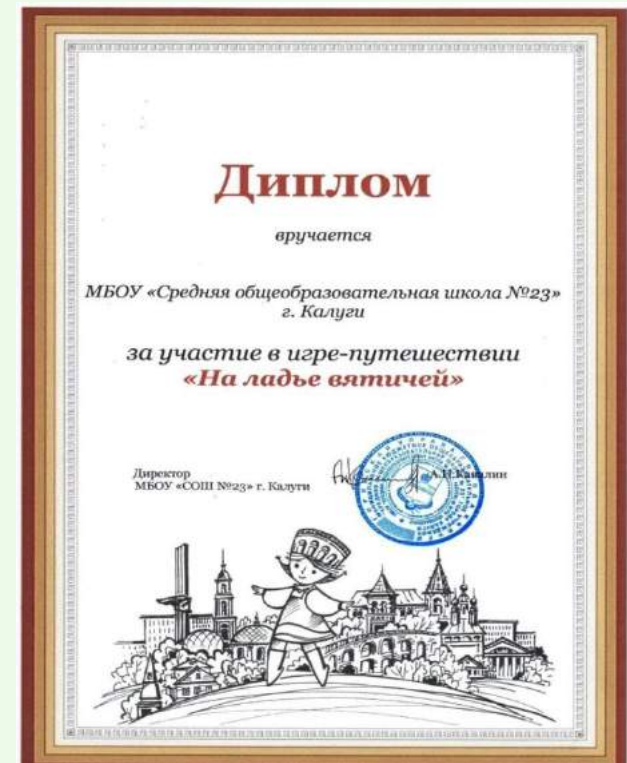 Диплом
вручается
МБОУ «Средняя общеобразовательная школа №23»
г. Калуги
за участие в игре-путешествии
«На ладье вятичей»
Директор
МБОУ «СОШ №23» г. Калуги